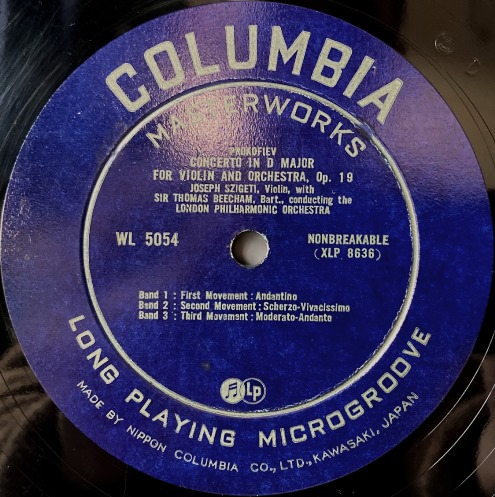 COLUMBIA
MASTERWORKS
PROKOFIEV
CONCERTO IN D MAJOR
FOR VIOLIN AND ORCHESTRA, Op. 19
JOSEPH SZIGETI, Violin, with
SIR THOMAS BEECHAM, Bart., conducting the
LONDON PHILHARMONIC ORCHESTRA
WL 5054
NONBREAKABLE
(XLP 8636)
Band 1 : First Movement : Andantino
Band 2 : Second Movement : Scherzo-Vivacissimo
Band 3 : Third Movement : Moderato-Andanto
Lp
LONG PLAYING MICROGROOVE
MADE BY NIPPON COLUMBIA CO., LTD., KAWASAKI, JAPAN